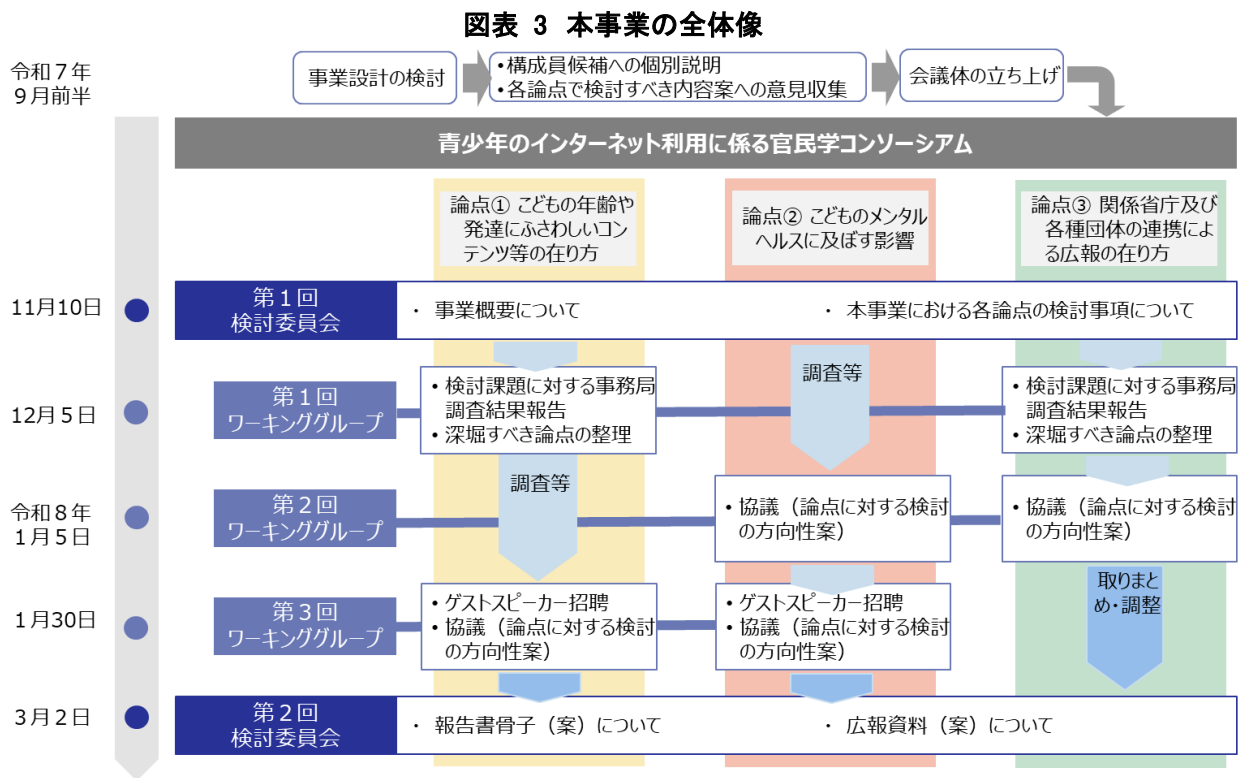 図表 3 本事業の全体像
令和７年
９月前半
事業設計の検討
・構成員候補への個別説明
・各論点で検討すべき内容案への意見収集
会議体の立ち上げ
青少年のインターネット利用に係る官民学コンソーシアム
論点① こどもの年齢や
発達にふさわしいコン
テンツ等の在り方
論点② こどものメンタル
ヘルスに及ぼす影響
論点③ 関係省庁及び
各種団体の連携によ
る広報の在り方
11月10日
第１回
検討委員会
・ 事業概要について
・ 本事業における各論点の検討事項について
12月５日
第１回
ワーキンググループ
・検討課題に対する事務局
調査結果報告
・深堀すべき論点の整理
調査等
・検討課題に対する事務局
調査結果報告
・深堀すべき論点の整理
令和８年
１月５日
第２回
ワーキンググループ
調査等
・協議（論点に対する検討
の方向性案）
・協議（論点に対する検討
の方向性案）
１月30日
第３回
ワーキンググループ
・ゲストスピーカー招聘
・協議（論点に対する検討
の方向性案）
・ゲストスピーカー招聘
・協議（論点に対する検討
の方向性案）
取りまと
め・調整
３月２日
第２回
検討委員会
・ 報告書骨子（案）について
・ 広報資料（案）について